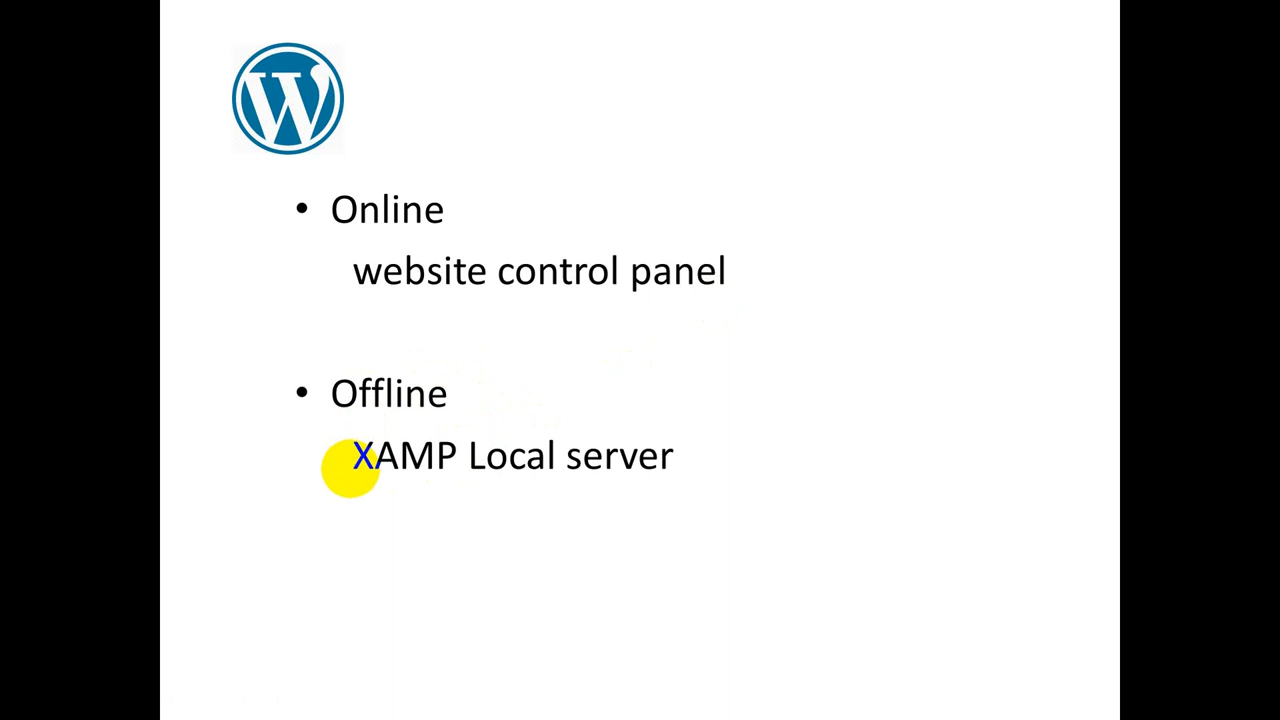 W
• Online
website control panel
• Offline
XAMP Local server